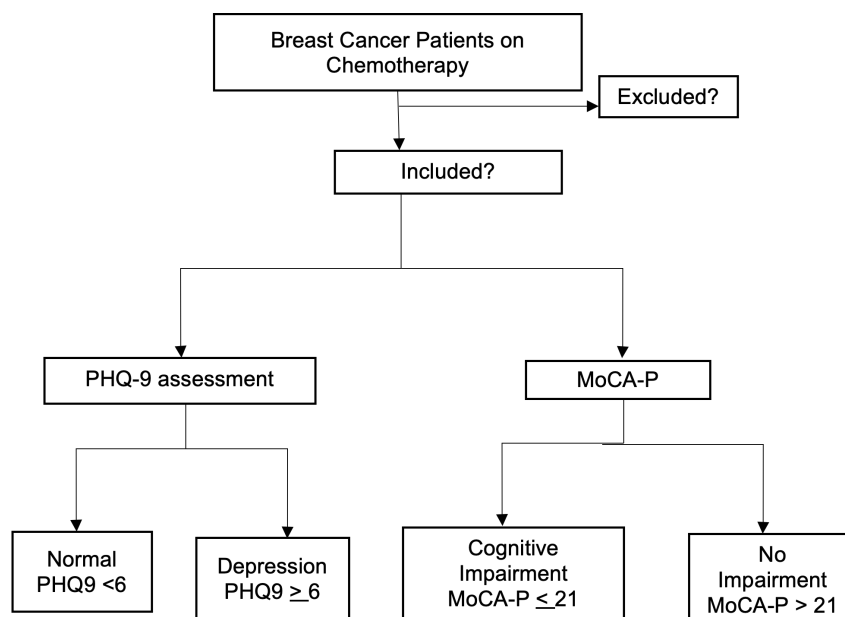 Breast Cancer Patients on
Chemotherapy
Excluded?
Included?
PHQ-9 assessment
MoCA-P
Normal
PHQ9 <6
Depression
PHQ9 ≥ 6
Cognitive
Impairment
MoCA-P ≤ 21
No
Impairment
MoCA-P > 21